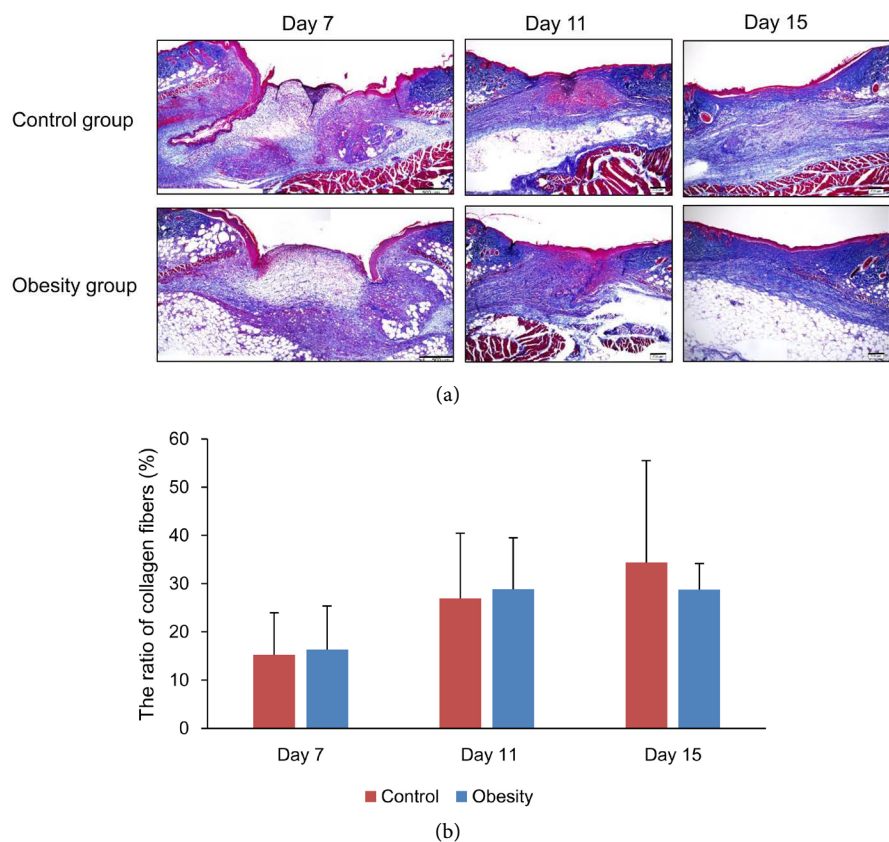 (a)
Day 7
Day 11
Day 15
Control group
Obesity group
(a)
The ratio of collagen fibers (%)
60
50
40
30
20
10
0
Day 7
Day 11
Day 15
Control
Obesity
(b)